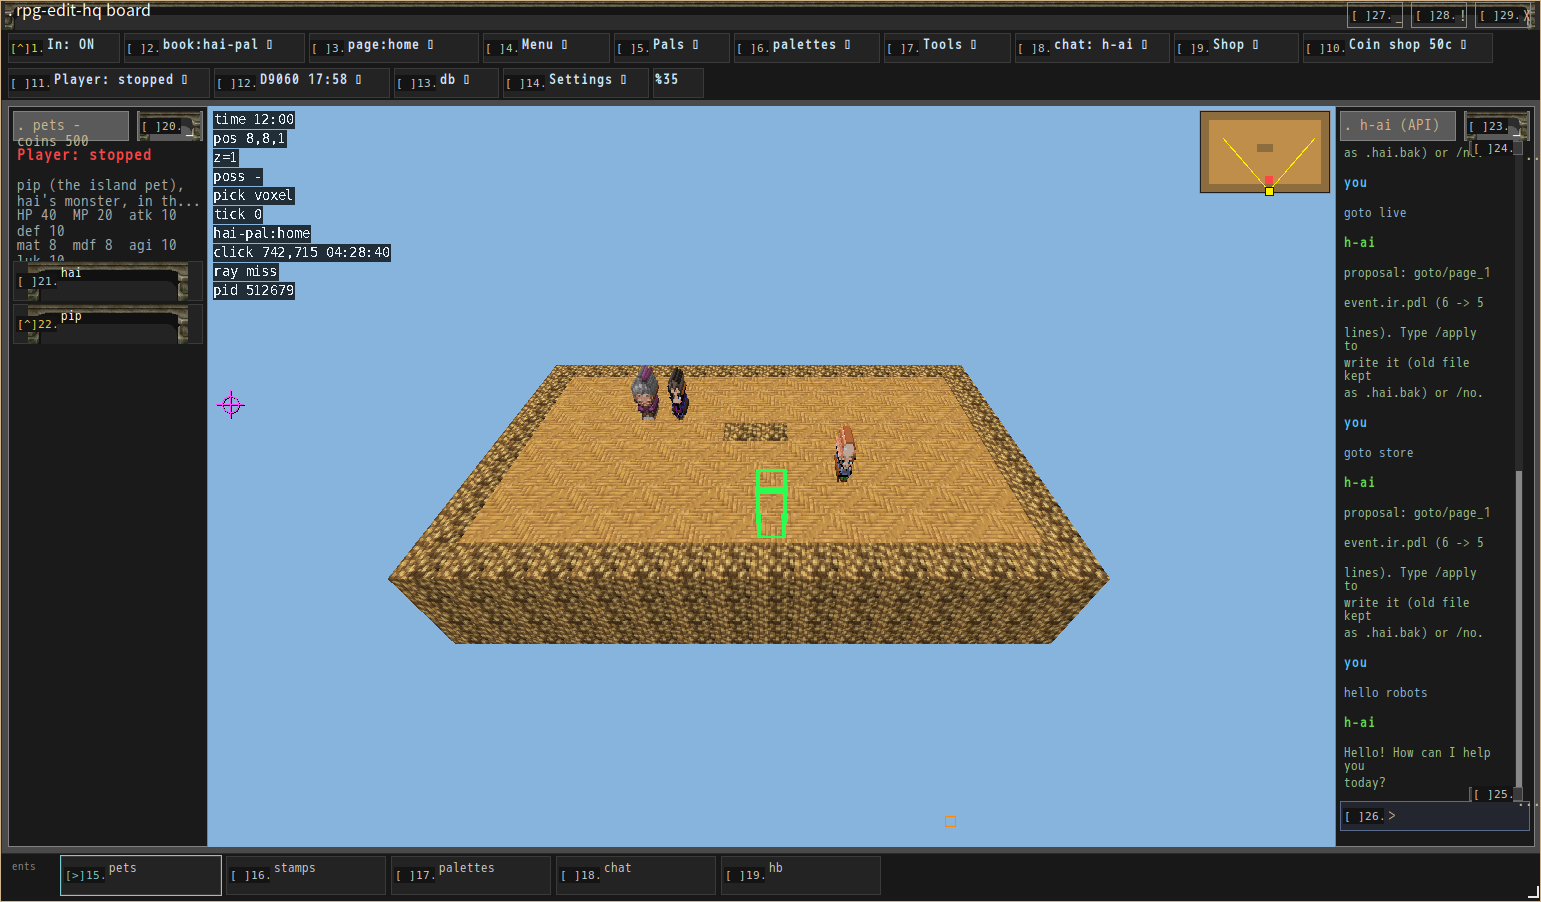 rpg-edit-hq board
[ ]27. _
[ ]28. !
[ ]29. X
[^]1. In: ON
[ ]2. book:hai-pal ▯
[ ]3. page:home ▯
[ ]4. Menu ▯
[ ]5. Pals ▯
[ ]6. palettes ▯
[ ]7. Tools ▯
[ ]8. chat: h-ai ▯
[ ]9. Shop ▯
[ ]10. Coin shop 50c ▯
[ ]11. Player: stopped ▯
[ ]12. D9060 17:58 ▯
[ ]13. db ▯
[ ]14. Settings ▯
%35
. pets -
[ ]20. _
coins 500
Player: stopped
pip (the island pet),
hai's monster, in th...
HP 40 MP 20 atk 10
def 10
mat 8 mdf 8 agi 10
luk 10
[ ]21. hai
[^]22. pip
time 12:00
pos 8,8,1
z=1
poss -
pick voxel
tick 0
hai-pal:home
click 742,715 04:28:40
ray miss
pid 512679
. h-ai (API)
[ ]23. _
[ ]24.
as .hai.bak) or /no.
you
goto live
h-ai
proposal: goto/page_1
event.ir.pdl (6 -> 5
lines). Type /apply
to
write it (old file
kept
as .hai.bak) or /no.
you
goto store
h-ai
proposal: goto/page_1
event.ir.pdl (6 -> 5
lines). Type /apply
to
write it (old file
kept
as .hai.bak) or /no.
you
hello robots
h-ai
Hello! How can I help
you
today?
[ ]25.
[ ]26. >
ents
[>]15. pets
[ ]16. stamps
[ ]17. palettes
[ ]18. chat
[ ]19. hb